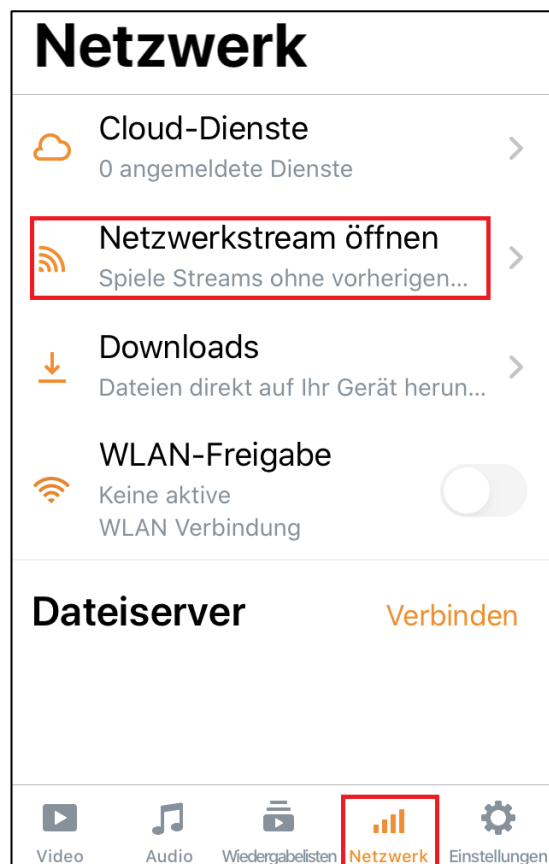 Netzwerk
Cloud-Dienste
0 angemeldete Dienste
Netzwerkstream öffnen
Spiele Streams ohne vorherigen...
Downloads
Dateien direkt auf Ihr Gerät herun...
WLAN-Freigabe
Keine aktive
WLAN Verbindung
Dateiserver Verbinden
Video Audio Wiedergabelisten Netzwerk Einstellungen